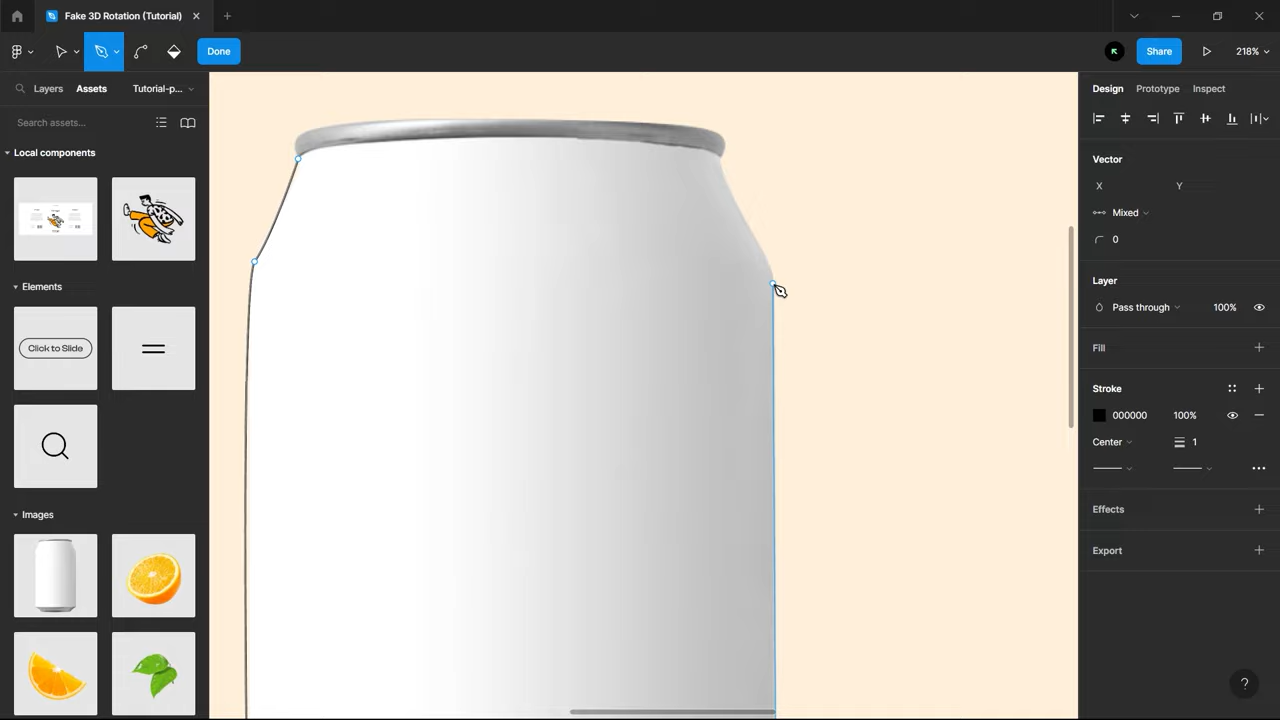 Fake 3D Rotation (Tutorial)
Done
Share
218%
Layers
Assets
Tutorial-p...
Design
Prototype
Inspect
Search assets...
Local components
Vector
X
Y
Mixed
0
Elements
Layer
Click to Slide
Pass through
100%
Fill
Stroke
000000
100%
Center
1
Images
Effects
Export
?